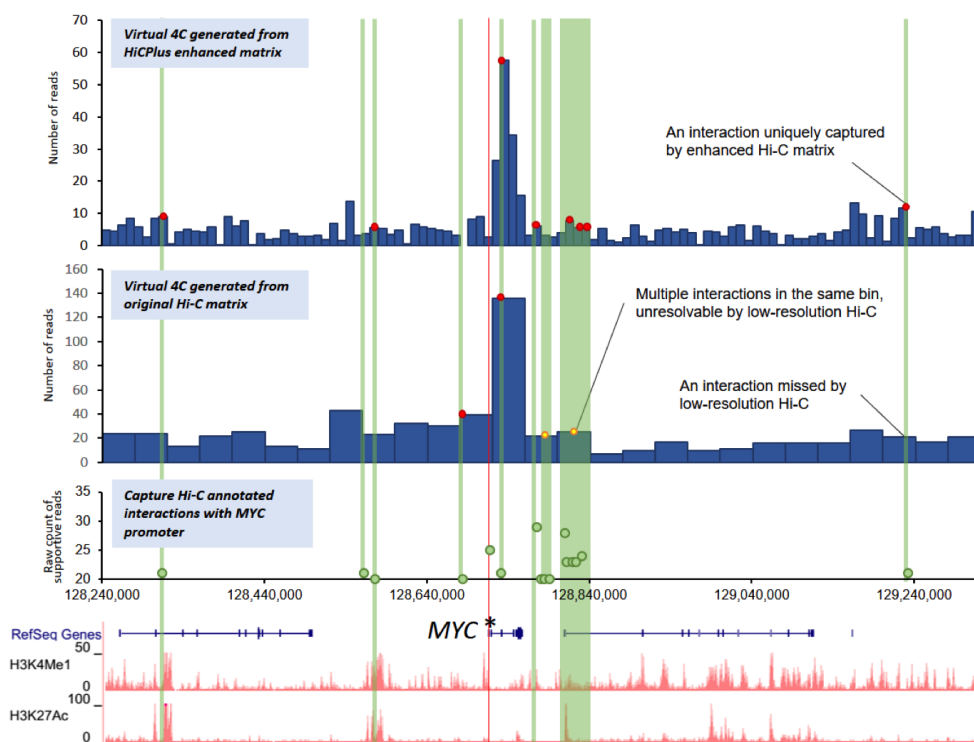 Virtual 4C generated from
HiCPlus enhanced matrix
Number of reads
70
60
50
40
30
20
10
0
An interaction uniquely captured
by enhanced Hi-C matrix
Virtual 4C generated from
original Hi-C matrix
Number of reads
160
140
120
100
80
60
40
20
0
Multiple interactions in the same bin,
unresolvable by low-resolution Hi-C
An interaction missed by
low-resolution Hi-C
Capture Hi-C annotated
interactions with MYC
promoter
Raw count of
supportive reads
35
30
25
20
128,240,000
128,440,000
128,640,000
128,840,000
129,040,000
129,240,000
RefSeq Genes
MYC *
50
H3K4Me1
0
100
H3K27Ac
0